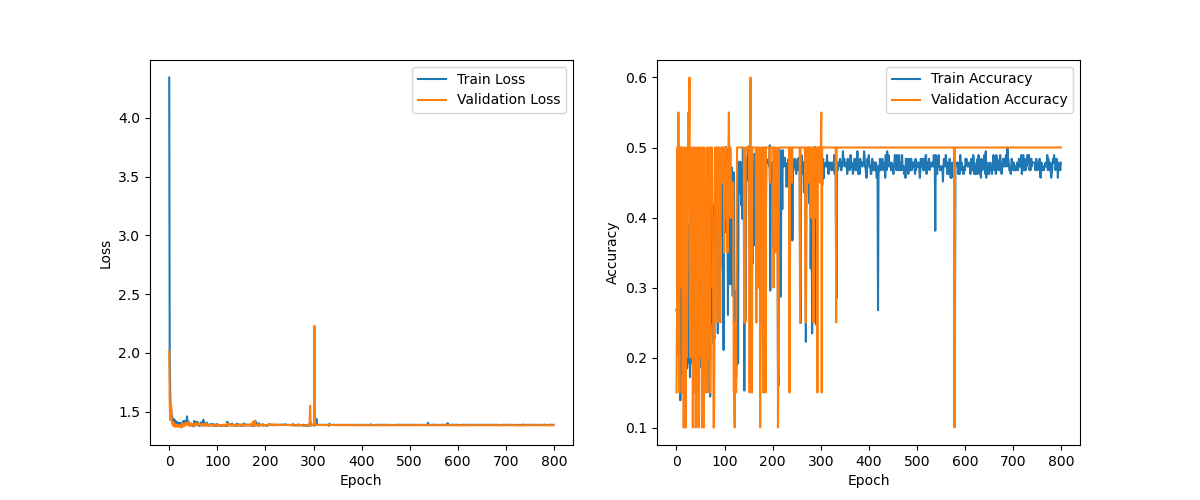 Train Loss
Validation Loss
4.0
3.5
3.0
2.5
2.0
1.5
Loss
0 100 200 300 400 500 600 700 800
Epoch
Train Accuracy
Validation Accuracy
0.6
0.5
0.4
0.3
0.2
0.1
Accuracy
0 100 200 300 400 500 600 700 800
Epoch